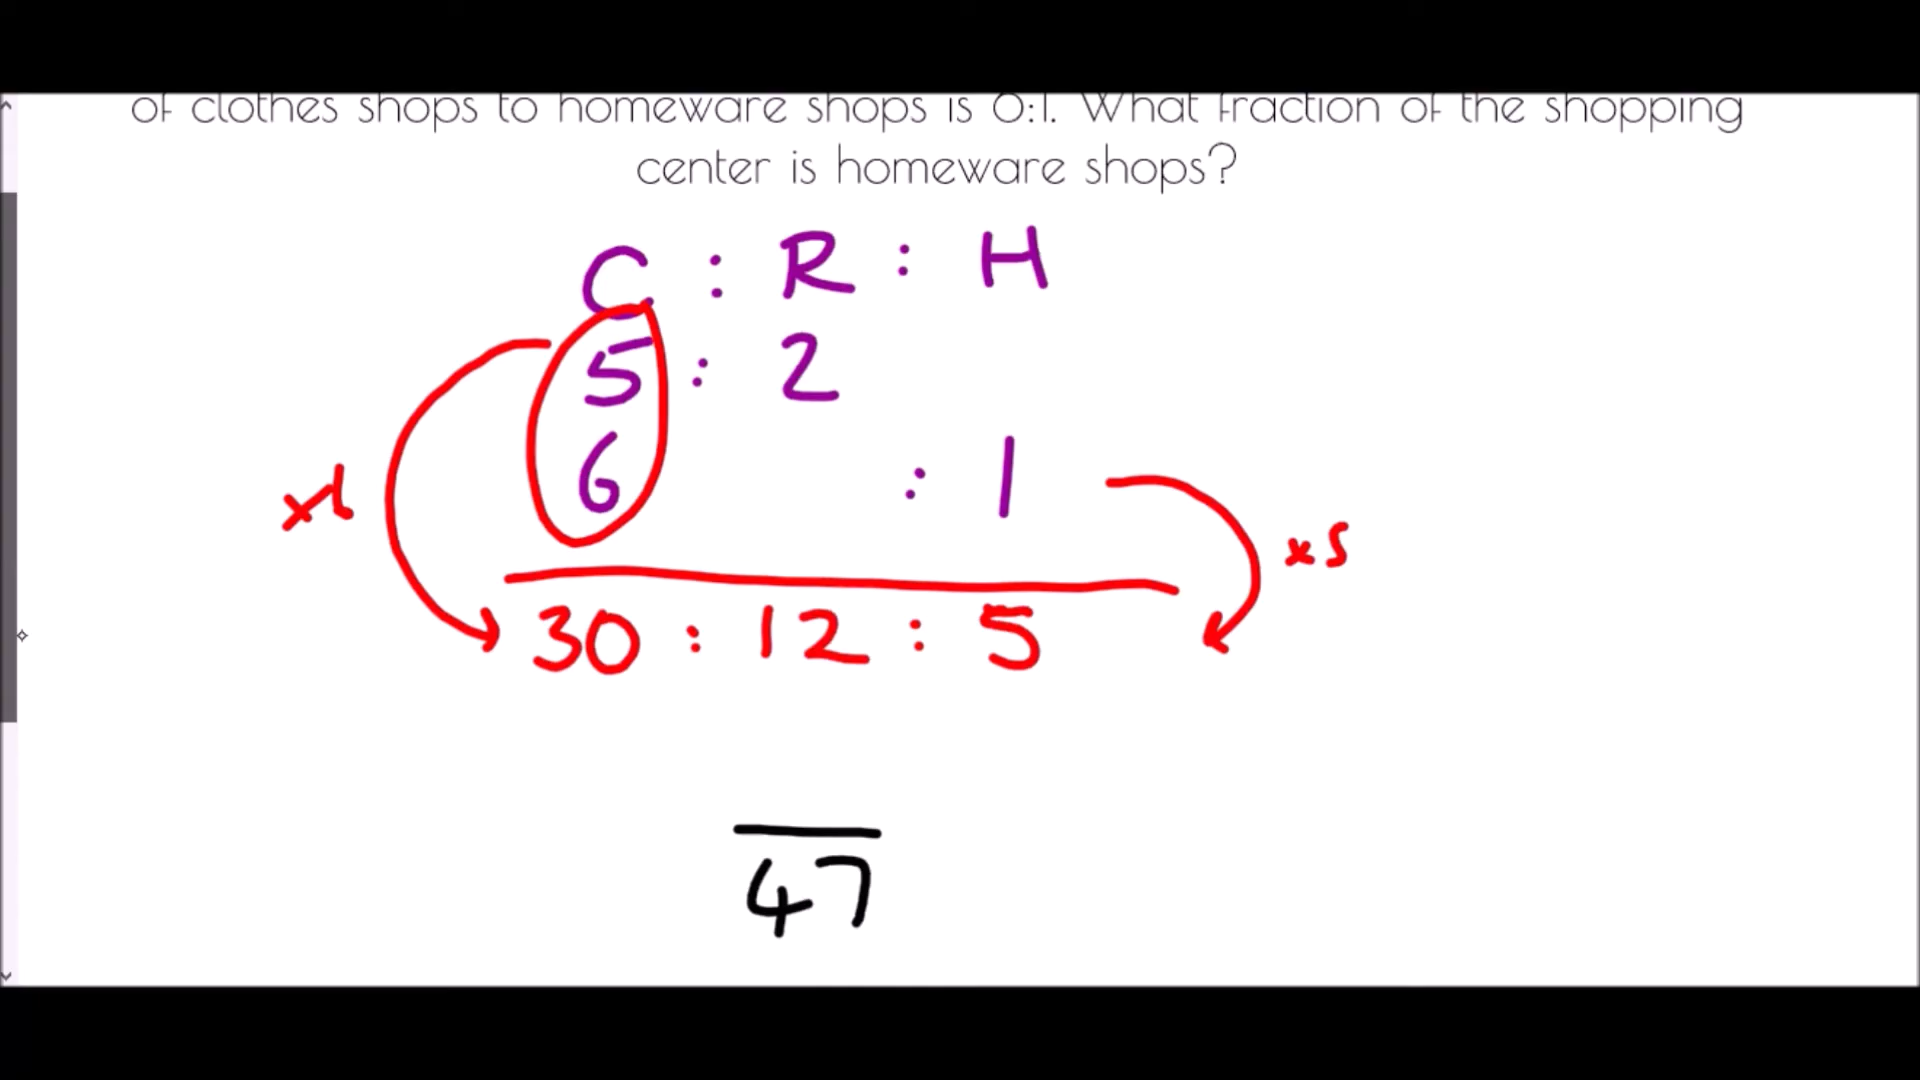 of clothes shops to homeware shops is 6:1. What fraction of the shopping
center is homeware shops?
C : R : H
5 : 2
6 : 1
x6
x5
30 : 12 : 5
47